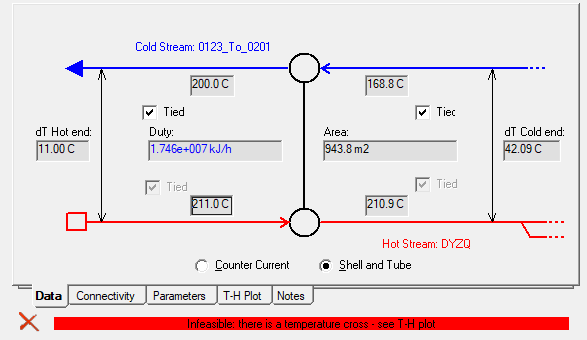 Cold Stream: 0123_To_0201
200.0 C
168.8 C
Tied
Tied
dT Hot end:
Duty:
Area:
dT Cold end:
11.00 C
1.746e+007 kJ/h
943.8 m2
42.09 C
Tied
Tied
211.0 C
210.9 C
Hot Stream: DYZQ
Counter Current
Shell and Tube
Data
Connectivity
Parameters
T-H Plot
Notes
Infeasible: there is a temperature cross - see T-H plot